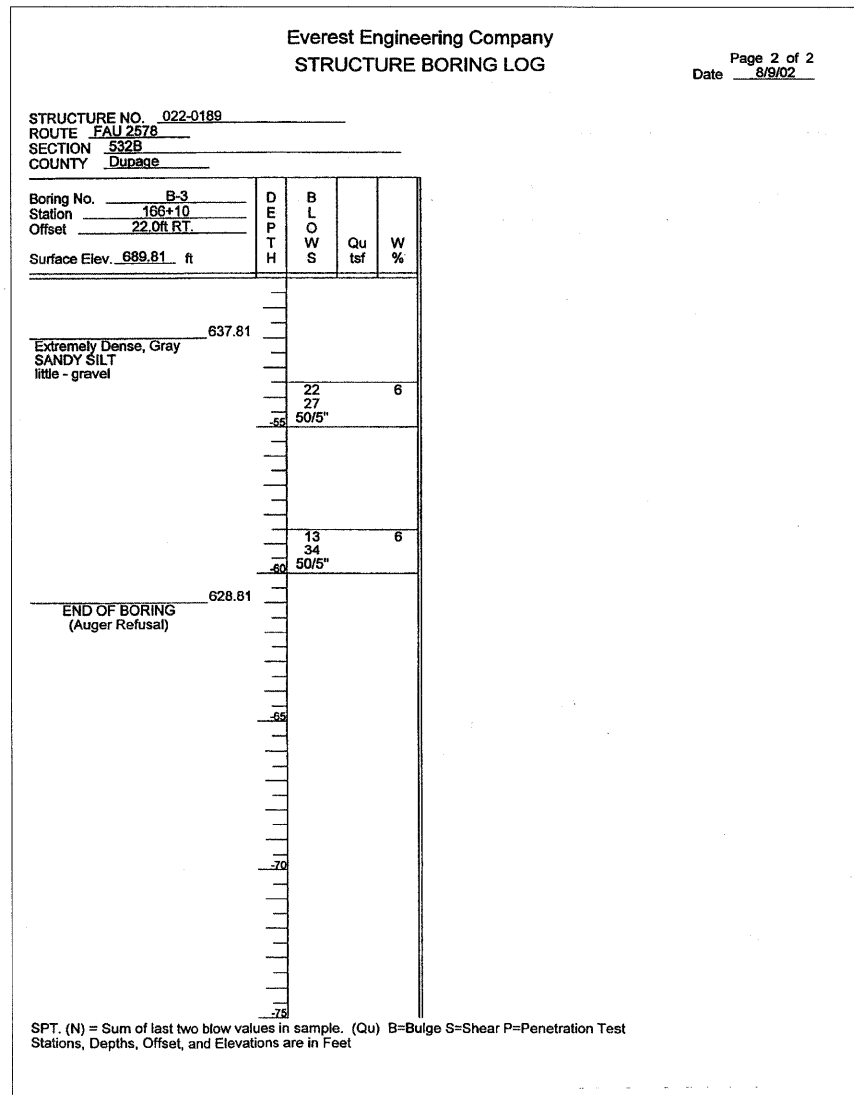 Everest Engineering Company
STRUCTURE BORING LOG
Page 2 of 2
Date 8/9/02
STRUCTURE NO. 022-0189
ROUTE FAU 2578
SECTION 532B
COUNTY Dupage
Boring No. B-3
Station 166+10
Offset 22.0ft RT.
Surface Elev. 689.81 ft
DEPTH
BLOWS
Qu tsf
W %
637.81
Extremely Dense, Gray
SANDY SILT
little - gravel
22 6
27
-55 50/5"
13 6
34
-60 50/5"
628.81
END OF BORING
(Auger Refusal)
-65
-70
-75
SPT. (N) = Sum of last two blow values in sample. (Qu) B=Bulge S=Shear P=Penetration Test
Stations, Depths, Offset, and Elevations are in Feet